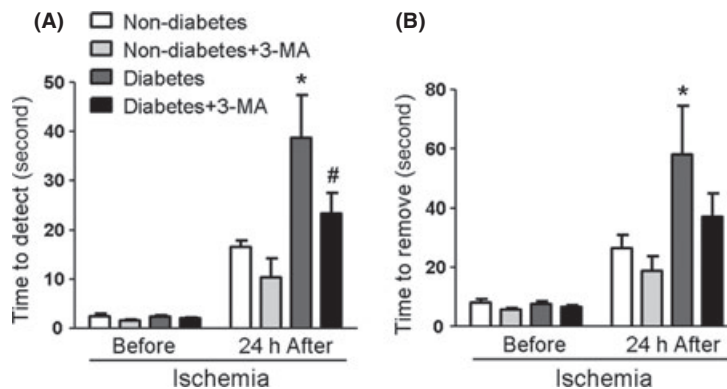 (A)
Non-diabetes
Non-diabetes+3-MA
Diabetes
Diabetes+3-MA
Time to detect (second)
50
40
30
20
10
0
*
#
Before
24 h After
Ischemia
(B)
Time to remove (second)
80
60
40
20
0
*
Before
24 h After
Ischemia